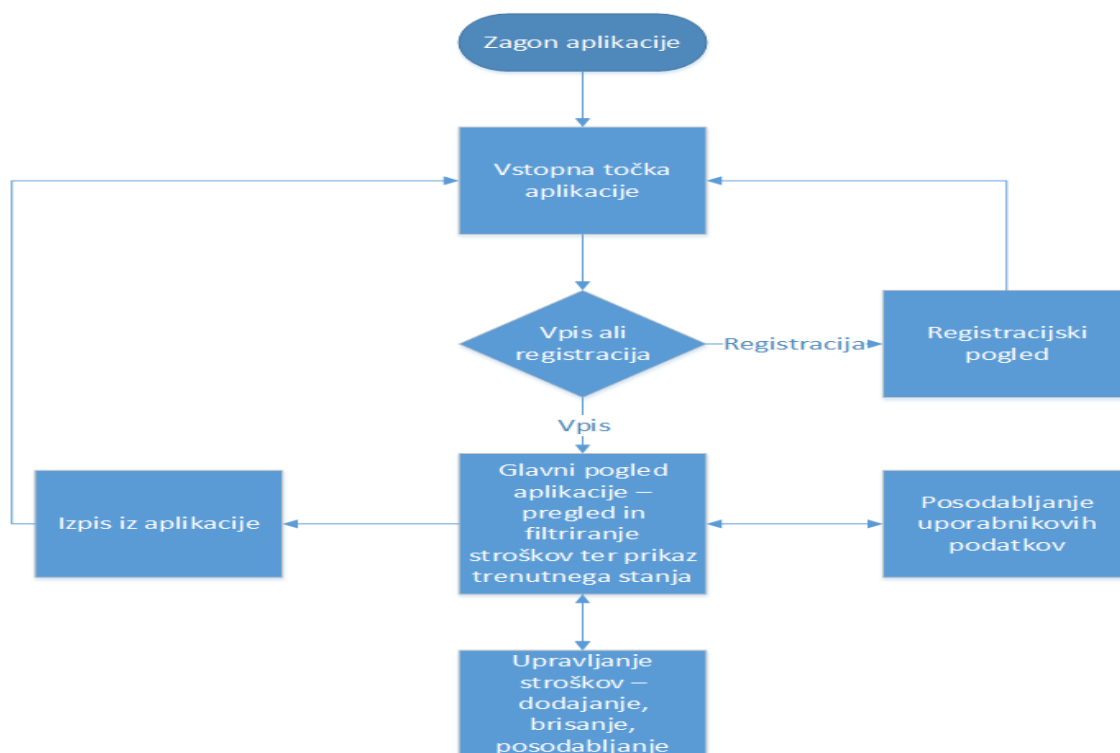 Zagon aplikacije
Vstopna točka
aplikacije
Vpis ali
registracija
Registracija
Registracijski
pogled
Vpis
Izpis iz aplikacije
Glavni pogled
aplikacije –
pregled in
filtriranje
stroškov ter prikaz
trenutnega stanja
Posodabljanje
uporabnikovih
podatkov
Upravljanje
stroškov –
dodajanje,
brisanje,
posodabljanje